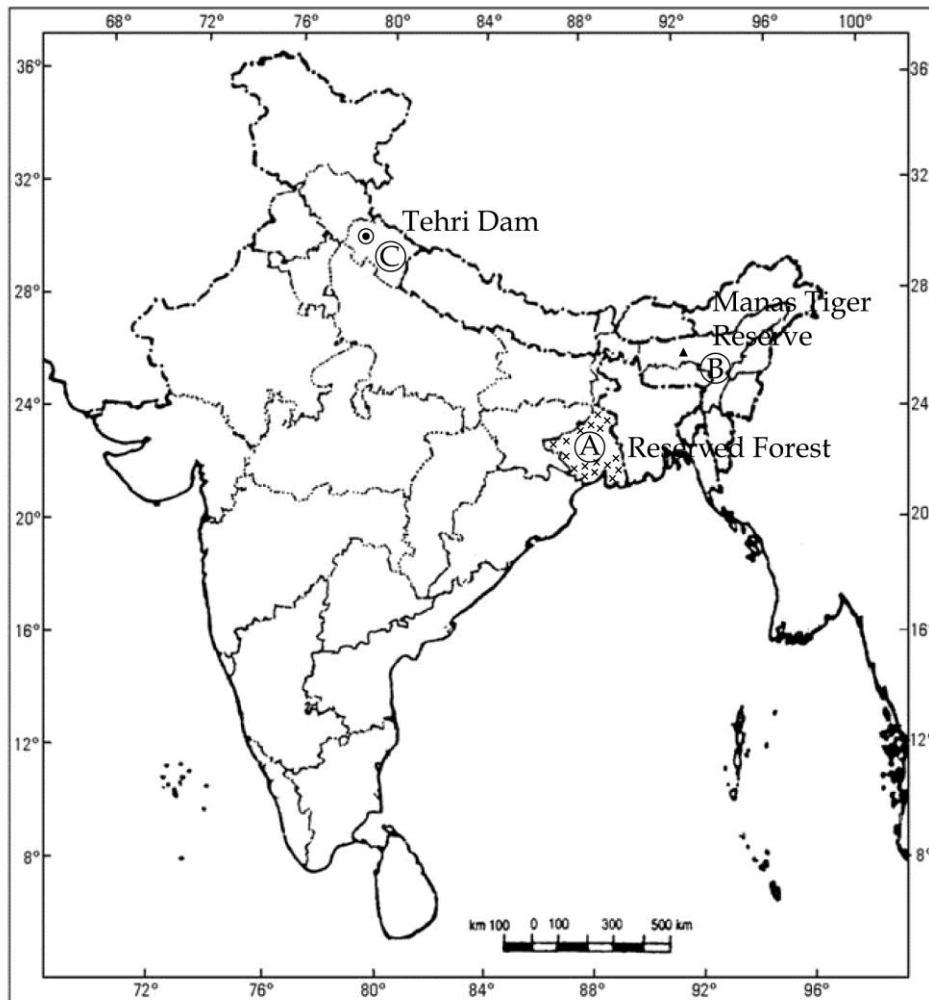 68° 72° 76° 80° 84° 88° 92° 96° 100°
36° 36°
32° 32°
Tehri Dam
C
28° 28°
Manas Tiger
Reserve
B
24° 24°
A Reserved Forest
20° 20°
16° 16°
12° 12°
8° 8°
km 100 0 100 300 500 km
72° 76° 80° 84° 88° 92° 96°